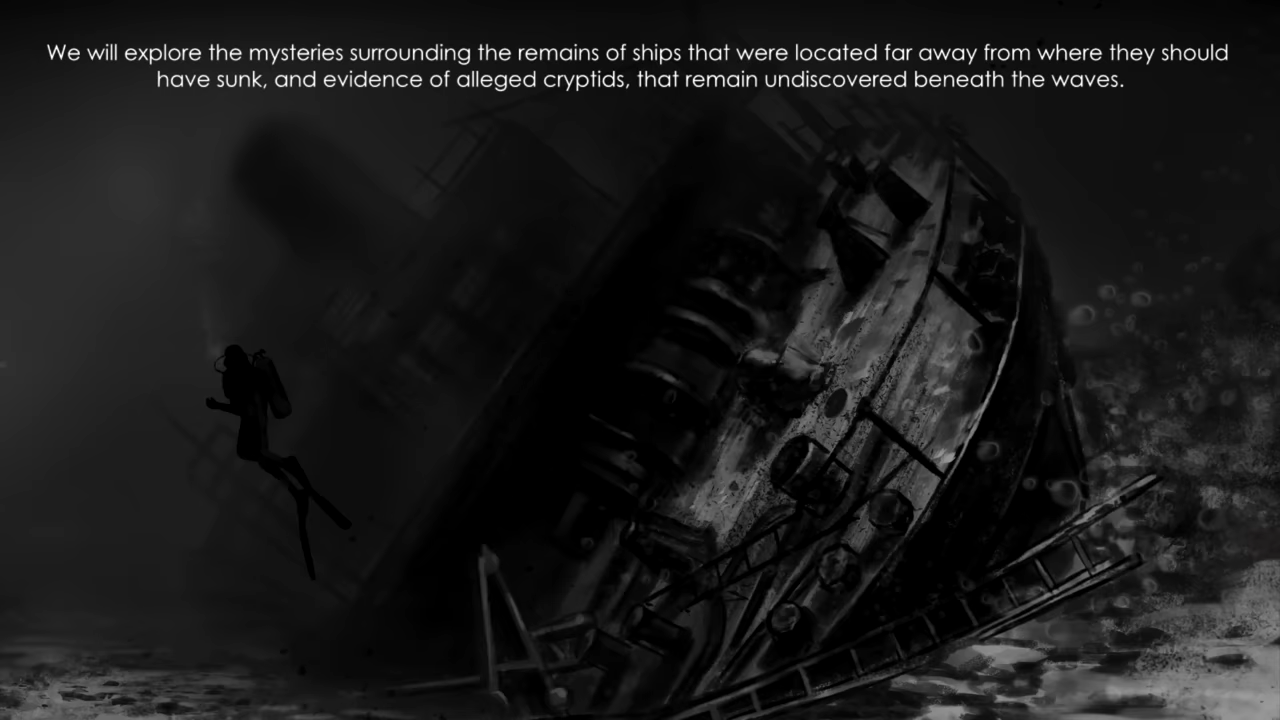 We will explore the mysteries surrounding the remains of ships that were located far away from where they should
have sunk, and evidence of alleged cryptids, that remain undiscovered beneath the waves.